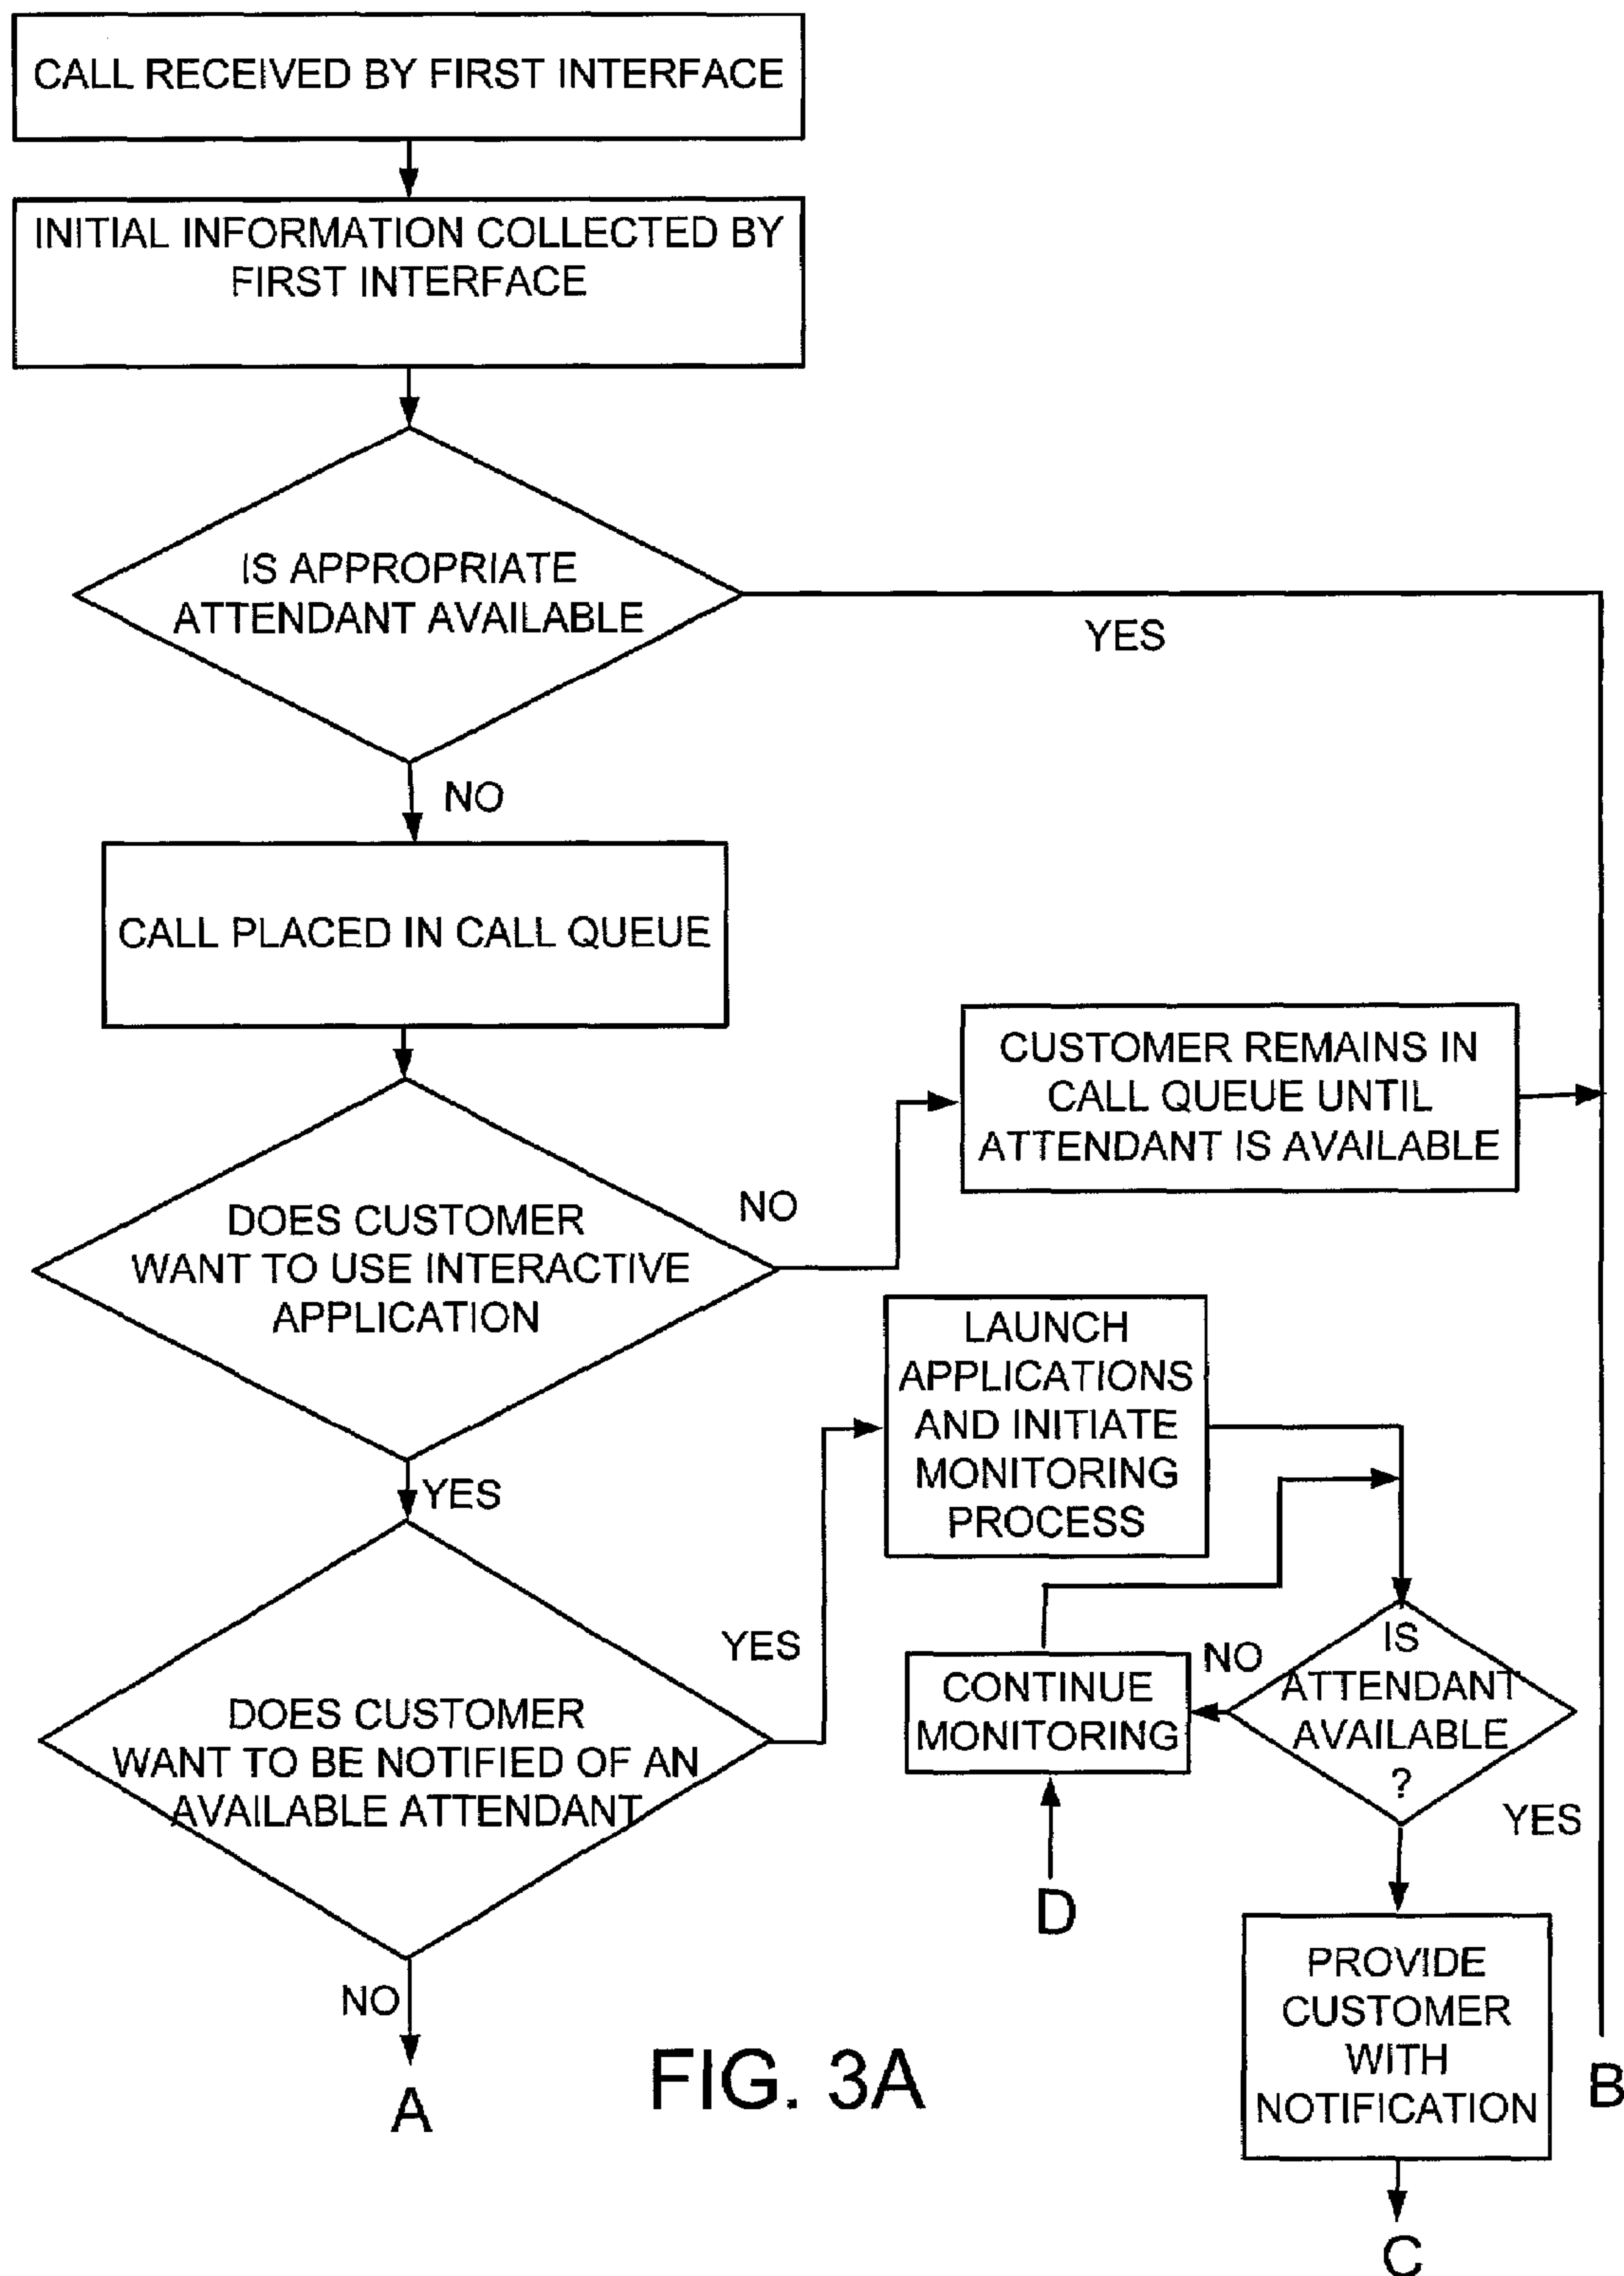 CALL RECEIVED BY FIRST INTERFACE
INITIAL INFORMATION COLLECTED BY
FIRST INTERFACE
IS APPROPRIATE
ATTENDANT AVAILABLE
YES
NO
CALL PLACED IN CALL QUEUE
CUSTOMER REMAINS IN
CALL QUEUE UNTIL
ATTENDANT IS AVAILABLE
NO
DOES CUSTOMER
WANT TO USE INTERACTIVE
APPLICATION
LAUNCH
APPLICATIONS
AND INITIATE
MONITORING
PROCESS
YES
YES
DOES CUSTOMER
WANT TO BE NOTIFIED OF AN
AVAILABLE ATTENDANT
CONTINUE
MONITORING
NO
IS
ATTENDANT
AVAILABLE
?
YES
D
NO
A
PROVIDE
CUSTOMER
WITH
NOTIFICATION
B
C
FIG. 3A